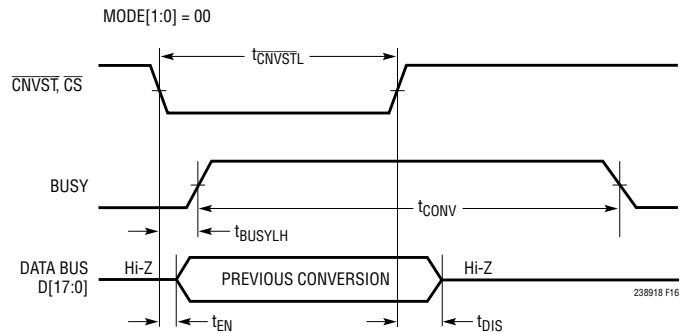 MODE[1:0] = 00
tCNVSTL
CNVST, CS
BUSY
tCONV
tBUSYLH
DATA BUS
D[17:0]
Hi-Z
PREVIOUS CONVERSION
Hi-Z
238918 F16
tEN
tDIS